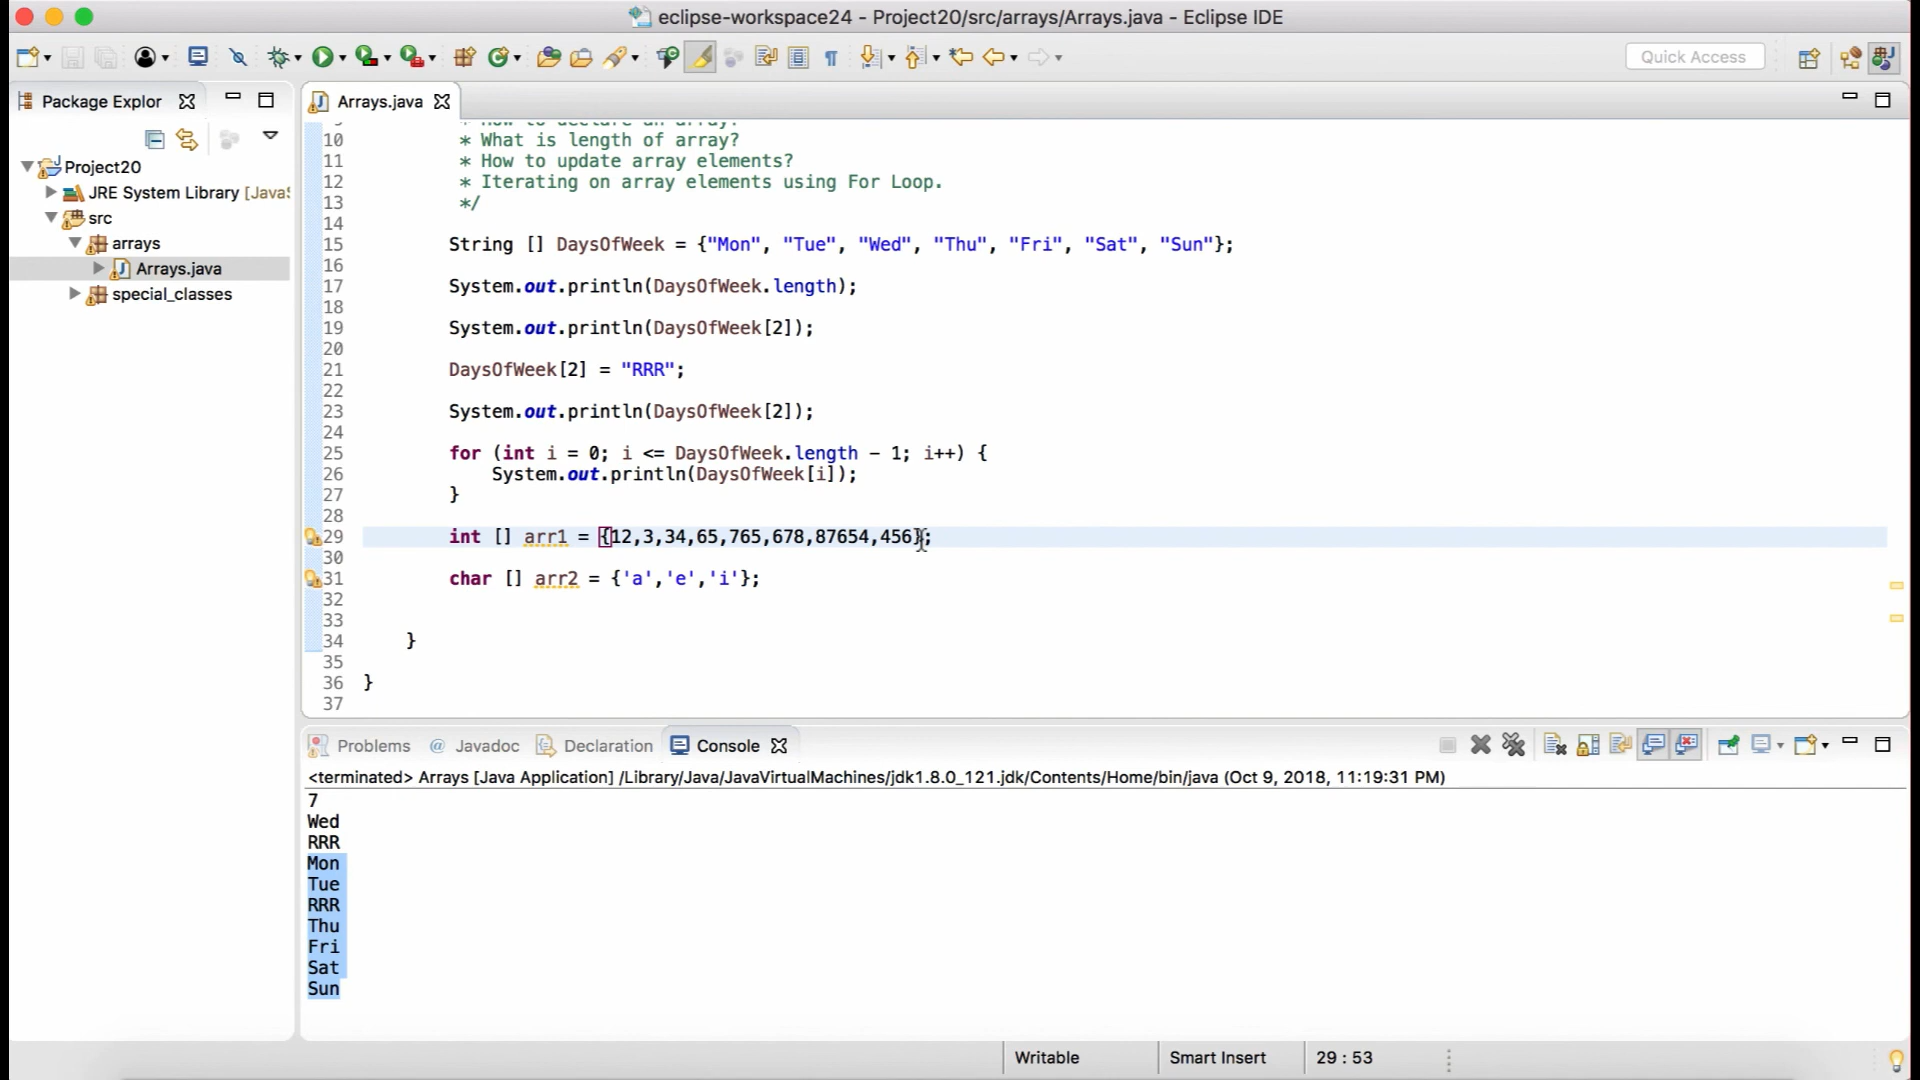 eclipse-workspace24 - Project20/src/arrays/Arrays.java - Eclipse IDE
Quick Access
Package Explor
Project20
JRE System Library [JavaS
src
arrays
Arrays.java
special_classes
Arrays.java
9 * How to declare an array?
10 * What is length of array?
11 * How to update array elements?
12 * Iterating on array elements using For Loop.
13 */
14
15 String [] DaysOfWeek = {"Mon", "Tue", "Wed", "Thu", "Fri", "Sat", "Sun"};
16
17 System.out.println(DaysOfWeek.length);
18
19 System.out.println(DaysOfWeek[2]);
20
21 DaysOfWeek[2] = "RRR";
22
23 System.out.println(DaysOfWeek[2]);
24
25 for (int i = 0; i <= DaysOfWeek.length - 1; i++) {
26 System.out.println(DaysOfWeek[i]);
27 }
28
29 int [] arr1 = {12,3,34,65,765,678,87654,456};
30
31 char [] arr2 = {'a','e','i'};
32
33
34 }
35
36 }
37
Problems @ Javadoc Declaration Console
<terminated> Arrays [Java Application] /Library/Java/JavaVirtualMachines/jdk1.8.0_121.jdk/Contents/Home/bin/java (Oct 9, 2018, 11:19:31 PM)
7
Wed
RRR
Mon
Tue
RRR
Thu
Fri
Sat
Sun
Writable Smart Insert 29 : 53